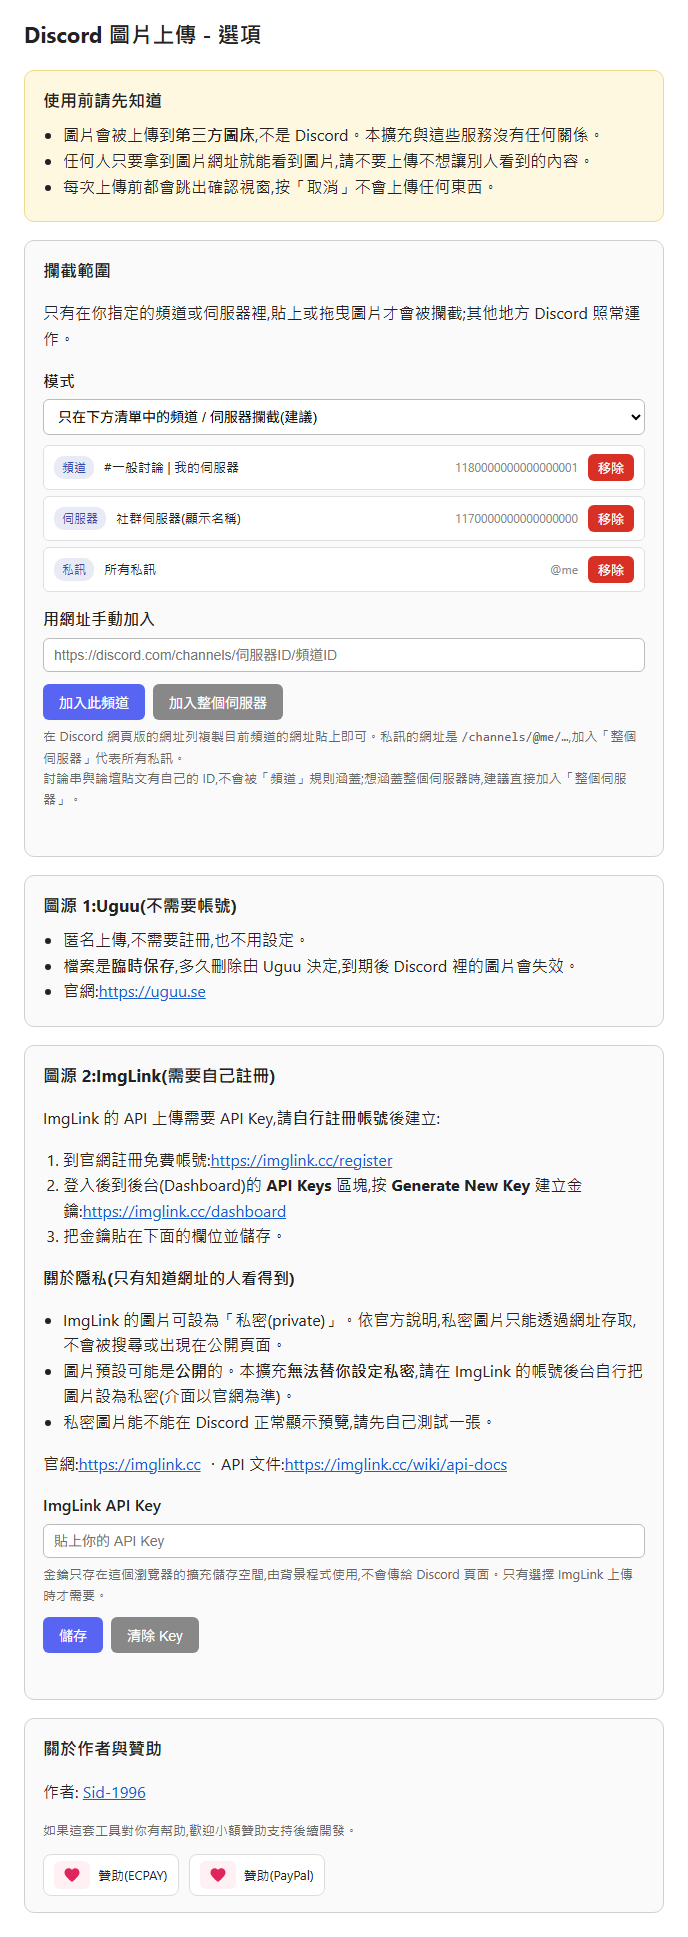 Discord 圖片上傳 - 選項
使用前請先知道
圖片會被上傳到第三方圖床,不是 Discord。本擴充與這些服務沒有任何關係。
任何人只要拿到圖片網址就能看到圖片,請不要上傳不想讓別人看到的內容。
每次上傳前都會跳出確認視窗,按「取消」不會上傳任何東西。
攔截範圍
只有在你指定的頻道或伺服器裡,貼上或拖曳圖片才會被攔截;其他地方 Discord 照常運
作。
模式
只在下方清單中的頻道 / 伺服器攔截(建議)
頻道 #一般討論 | 我的伺服器 1180000000000000001 移除
伺服器 社群伺服器(顯示名稱) 1170000000000000000 移除
私訊 所有私訊 @me 移除
用網址手動加入
https://discord.com/channels/伺服器ID/頻道ID
加入此頻道 加入整個伺服器
在 Discord 網頁版的網址列複製目前頻道的網址貼上即可。私訊的網址是 /channels/@me/…,加入「整個
伺服器」代表所有私訊。
討論串與論壇貼文有自己的 ID,不會被「頻道」規則涵蓋;想涵蓋整個伺服器時,建議直接加入「整個伺服
器」。
圖源 1:Uguu(不需要帳號)
匿名上傳,不需要註冊,也不用設定。
檔案是臨時保存,多久刪除由 Uguu 決定,到期後 Discord 裡的圖片會失效。
官網:https://uguu.se
圖源 2:ImgLink(需要自己註冊)
ImgLink 的 API 上傳需要 API Key,請自行註冊帳號後建立:
1. 到官網註冊免費帳號:https://imglink.cc/register
2. 登入後到後台(Dashboard)的 API Keys 區塊,按 Generate New Key 建立金
鑰:https://imglink.cc/dashboard
3. 把金鑰貼在下面的欄位並儲存。
關於隱私(只有知道網址的人看得到)
ImgLink 的圖片可設為「私密(private)」。依官方說明,私密圖片只能透過網址存取,
不會被搜尋或出現在公開頁面。
圖片預設可能是公開的。本擴充無法替你設定私密,請在 ImgLink 的帳號後台自行把
圖片設為私密(介面以官網為準)。
私密圖片能不能在 Discord 正常顯示預覽,請先自己測試一張。
官網:https://imglink.cc ・API 文件:https://imglink.cc/wiki/api-docs
ImgLink API Key
貼上你的 API Key
金鑰只存在這個瀏覽器的擴充儲存空間,由背景程式使用,不會傳給 Discord 頁面。只有選擇 ImgLink 上傳
時才需要。
儲存 清除 Key
關於作者與贊助
作者: Sid-1996
如果這套工具對你有幫助,歡迎小額贊助支持後續開發。
贊助(ECPAY) 贊助(PayPal)